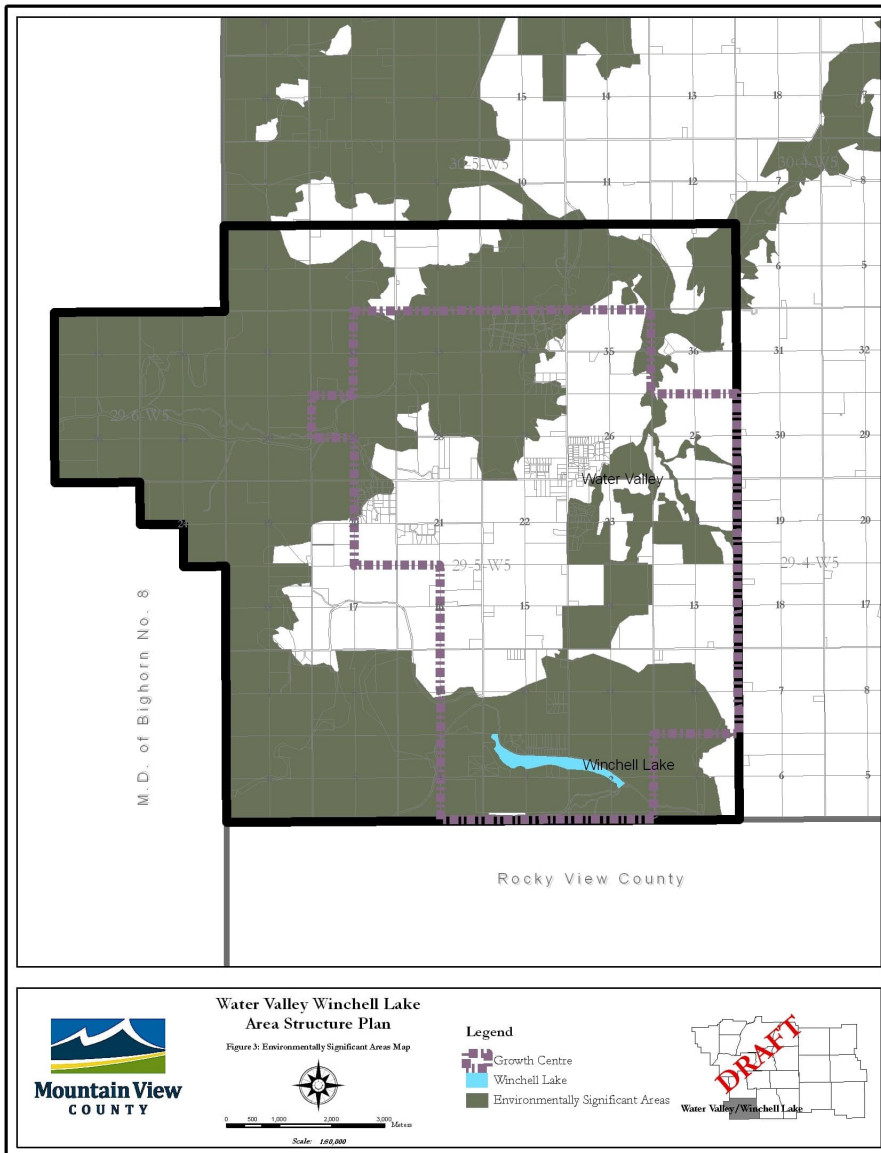 15
14
13
18
7
30-5-W5
30-4-W5
10
11
12
7
8
6
5
35
36
31
32
29-6-W5
26
25
30
29
Water Valley
24
20
21
22
23
19
20
29-5-W5
29-4-W5
17
15
13
18
17
7
8
Winchell Lake
2
6
5
M.D. of Bighorn No. 8
Rocky View County
Mountain View
COUNTY
Water Valley Winchell Lake
Area Structure Plan
Figure 3: Environmentally Significant Areas Map
0 500 1,000 2,000 3,000
Meters
Scale: 1:60,000
Legend
Growth Centre
Winchell Lake
Environmentally Significant Areas
DRAFT
Water Valley/Winchell Lake